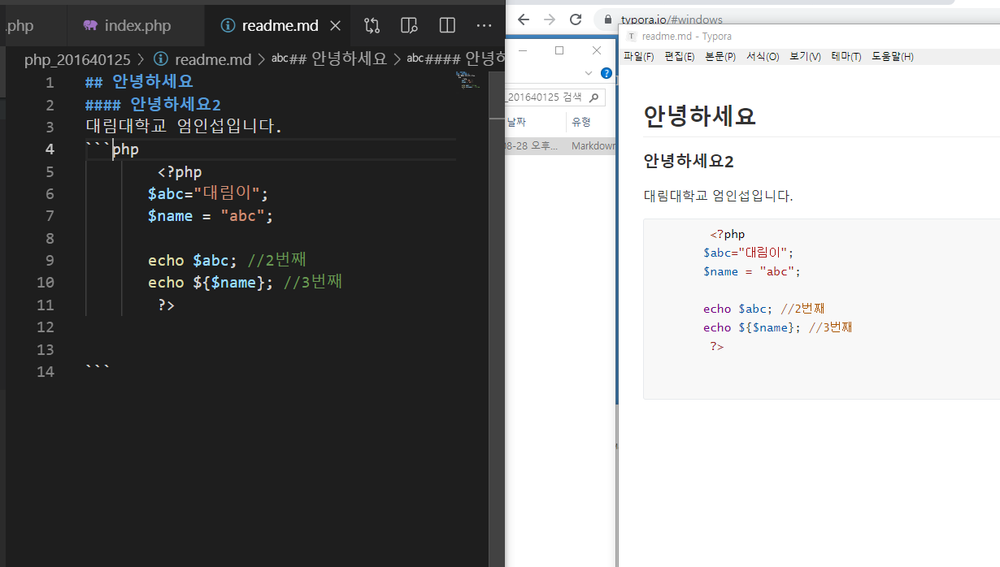 .php
index.php
readme.md
php_201640125 > readme.md > abc## 안녕하세요 > abc####
1 ## 안녕하세요
2 #### 안녕하세요2
3 대림대학교 엄인섭입니다.
4 ```php
5 <?php
6 $abc="대림이";
7 $name = "abc";
8
9 echo $abc; //2번째
10 echo ${$name}; //3번째
11 ?>
12
13
14 ```
typora.io/#windows
_201640125 검색
날짜
유형
08-28 오후...
Markdown
T readme.md - Typora
파일(F) 편집(E) 본문(P) 서식(O) 보기(V) 테마(T) 도움말(H)
안녕하세요
안녕하세요2
대림대학교 엄인섭입니다.
<?php
$abc="대림이";
$name = "abc";
echo $abc; //2번째
echo ${$name}; //3번째
?>